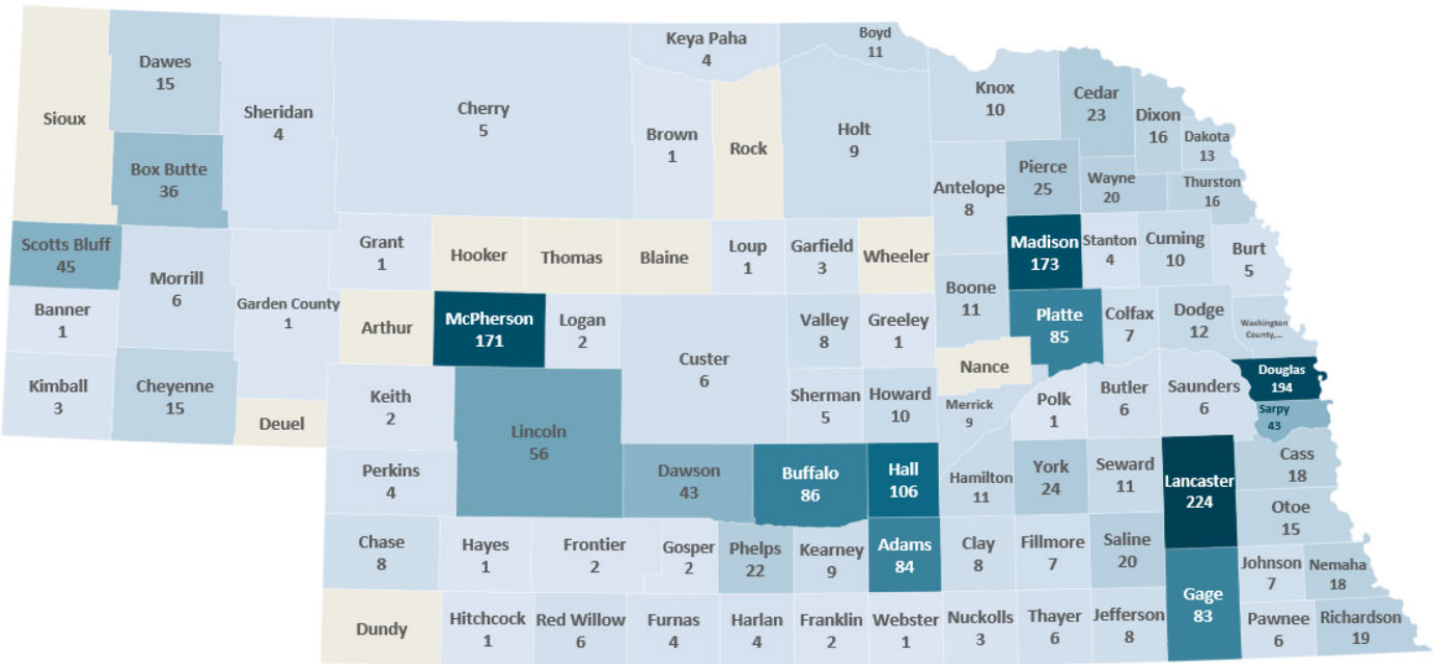 Sioux
Dawes
15
Box Butte
36
Sheridan
4
Cherry
5
Keya Paha
4
Boyd
11
Brown
1
Rock
Holt
9
Knox
10
Cedar
23
Dixon
16
Dakota
13
Antelope
8
Pierce
25
Wayne
20
Thurston
16
Scotts Bluff
45
Morrill
6
Garden County
1
Grant
1
Hooker
Thomas
Blaine
Loup
1
Garfield
3
Wheeler
Madison
173
Stanton
4
Cuming
10
Burt
5
Banner
1
Arthur
McPherson
171
Logan
2
Custer
6
Valley
8
Greeley
1
Boone
11
Platte
85
Colfax
7
Dodge
12
Washington
County,...
Kimball
3
Cheyenne
15
Deuel
Keith
2
Lincoln
56
Sherman
5
Howard
10
Nance
Merrick
9
Polk
1
Butler
6
Saunders
6
Douglas
194
Sarpy
43
Perkins
4
Dawson
43
Buffalo
86
Hall
106
Hamilton
11
York
24
Seward
11
Lancaster
224
Cass
18
Otoe
15
Chase
8
Hayes
1
Frontier
2
Gosper
2
Phelps
22
Kearney
9
Adams
84
Clay
8
Fillmore
7
Saline
20
Gage
83
Johnson
7
Nemaha
18
Dundy
Hitchcock
1
Red Willow
6
Furnas
4
Harlan
4
Franklin
2
Webster
1
Nuckolls
3
Thayer
6
Jefferson
8
Pawnee
6
Richardson
19